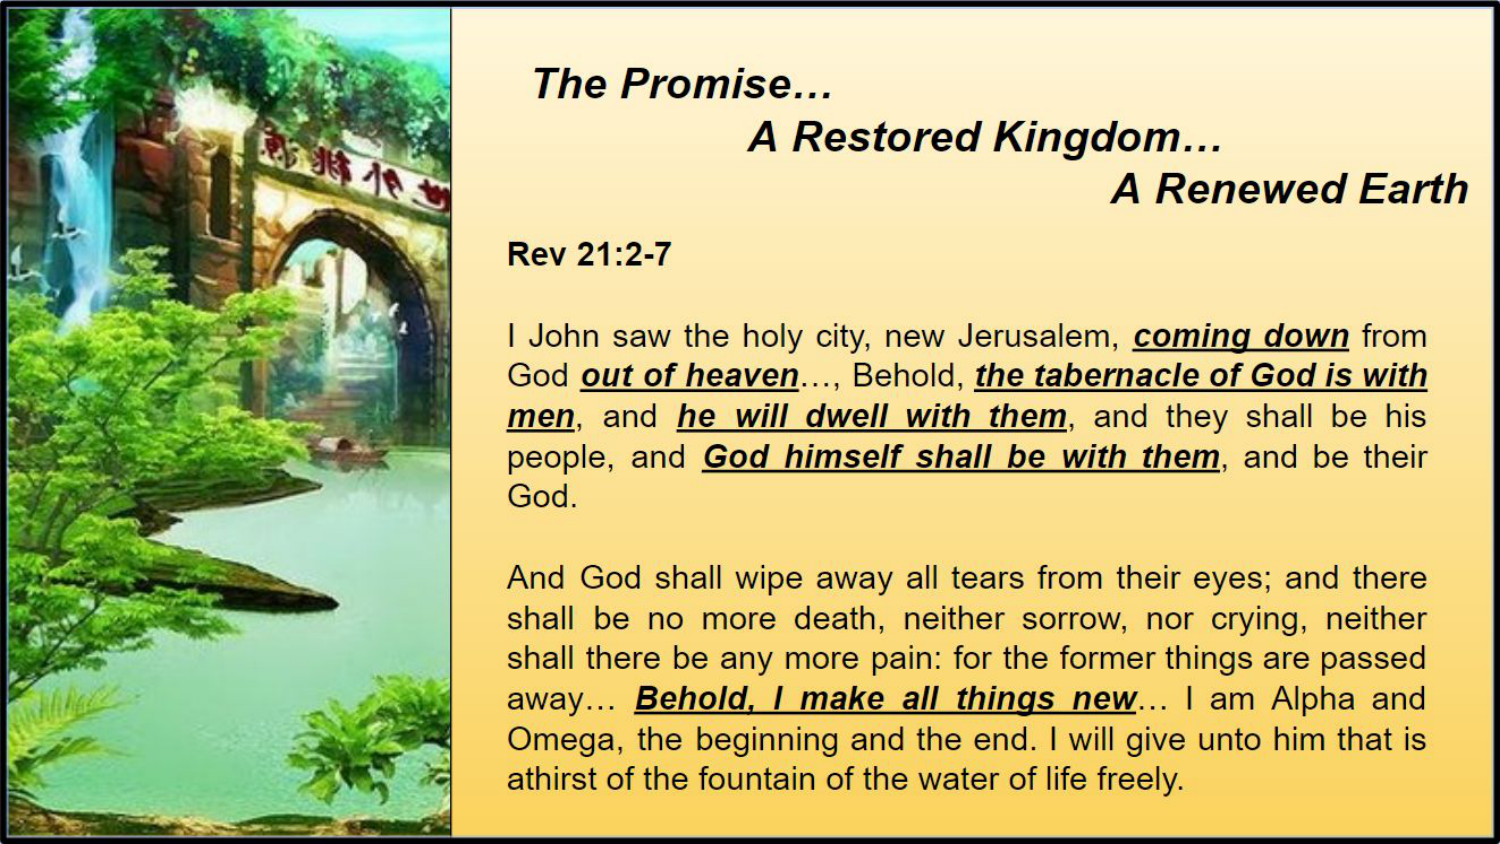 The Promise…
A Restored Kingdom…
A Renewed Earth
Rev 21:2-7
I John saw the holy city, new Jerusalem, coming down from
God out of heaven…, Behold, the tabernacle of God is with
men, and he will dwell with them, and they shall be his
people, and God himself shall be with them, and be their
God.
And God shall wipe away all tears from their eyes; and there
shall be no more death, neither sorrow, nor crying, neither
shall there be any more pain: for the former things are passed
away… Behold, I make all things new… I am Alpha and
Omega, the beginning and the end. I will give unto him that is
athirst of the fountain of the water of life freely.
源桃外世